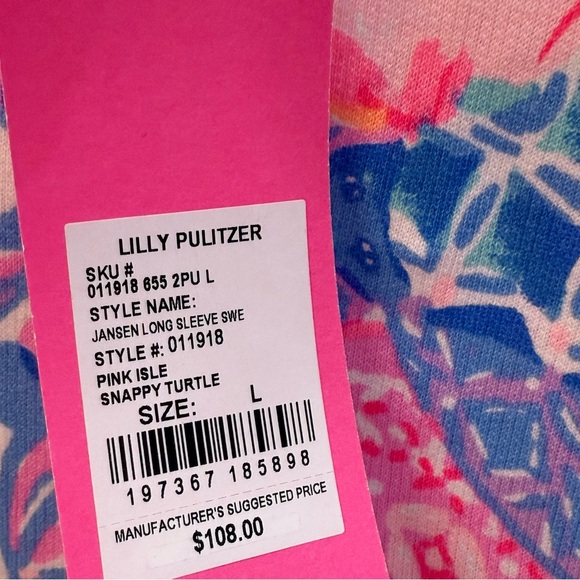 LILLY PULITZER
SKU #
011918 655 2PU L
STYLE NAME:
JANSEN LONG SLEEVE SWE
STYLE #: 011918
PINK ISLE
SNAPPY TURTLE
SIZE: L
197367 185898
MANUFACTURER'S SUGGESTED PRICE
$108.00